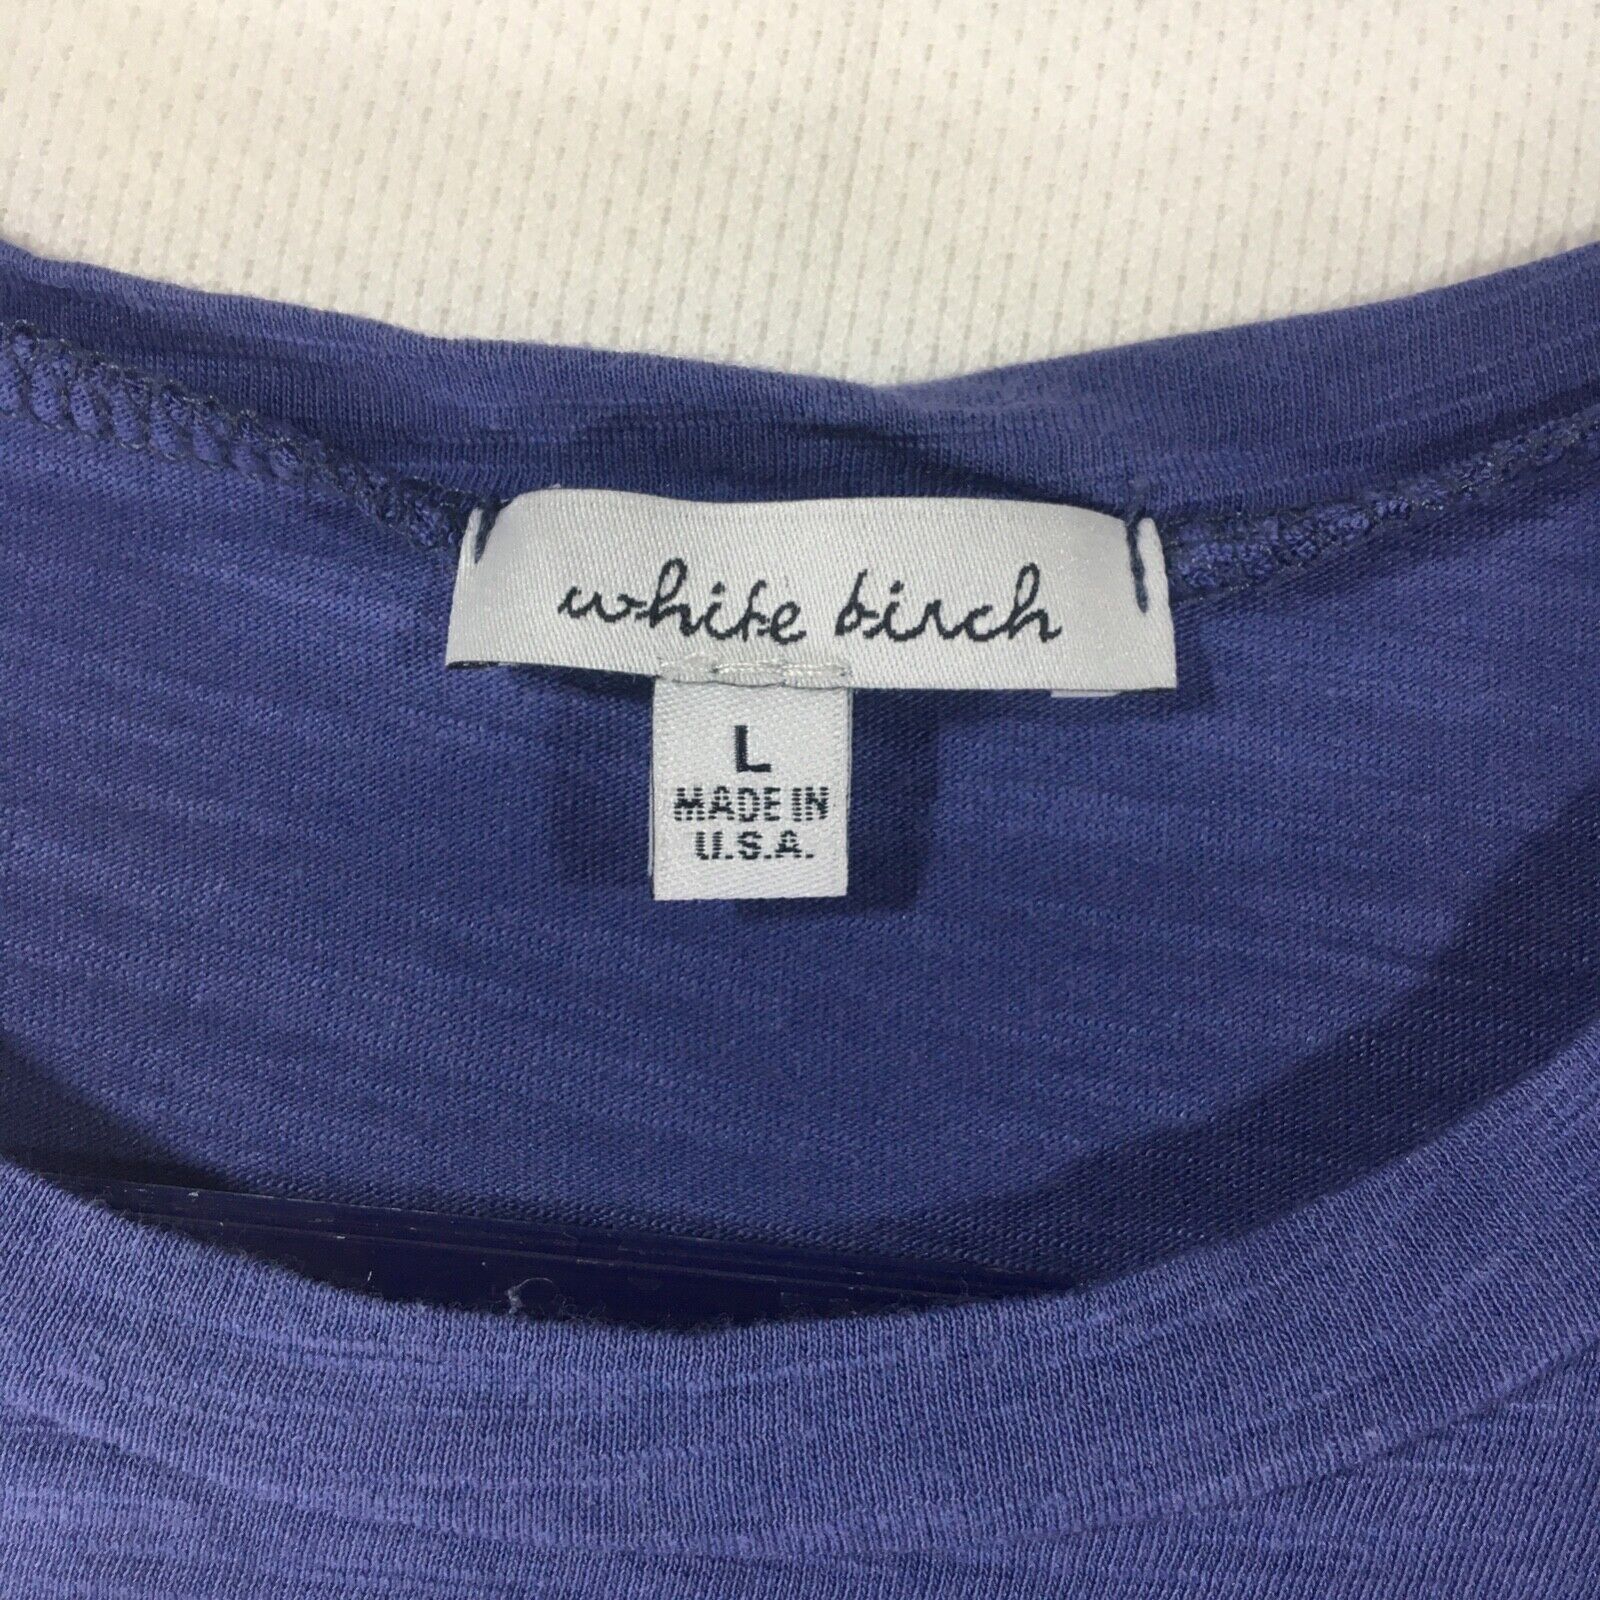 white birch
L
MADE IN
U.S.A.